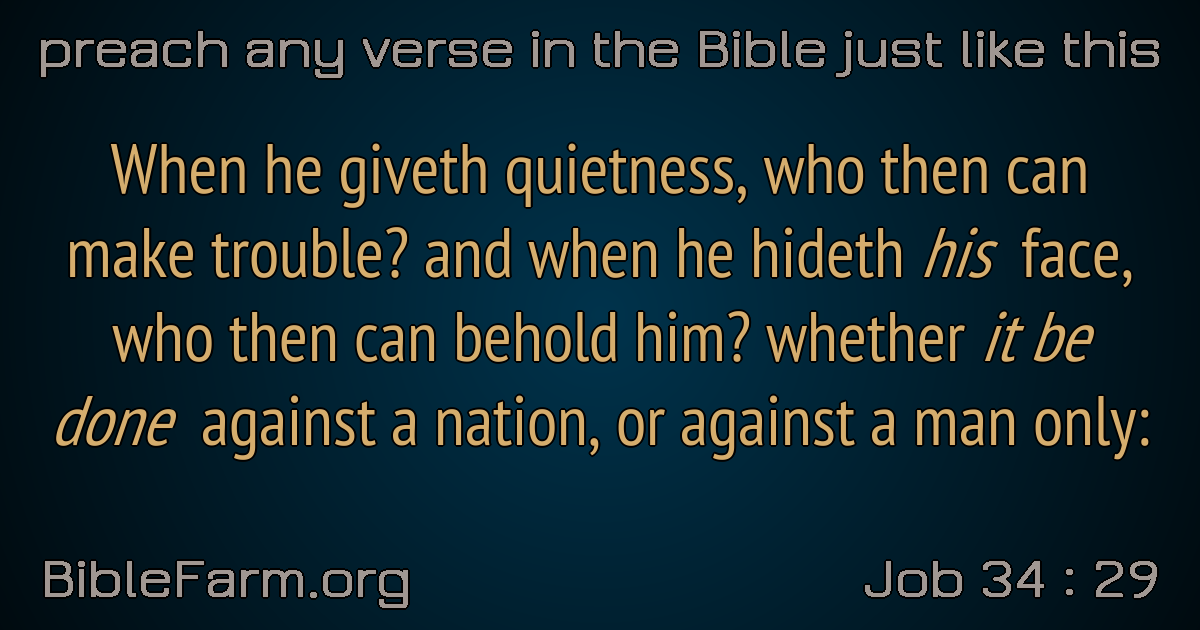 preach any verse in the Bible just like this
When he giveth quietness, who then can
make trouble? and when he hideth his face,
who then can behold him? whether it be
done against a nation, or against a man only:
BibleFarm.org
Job 34 : 29